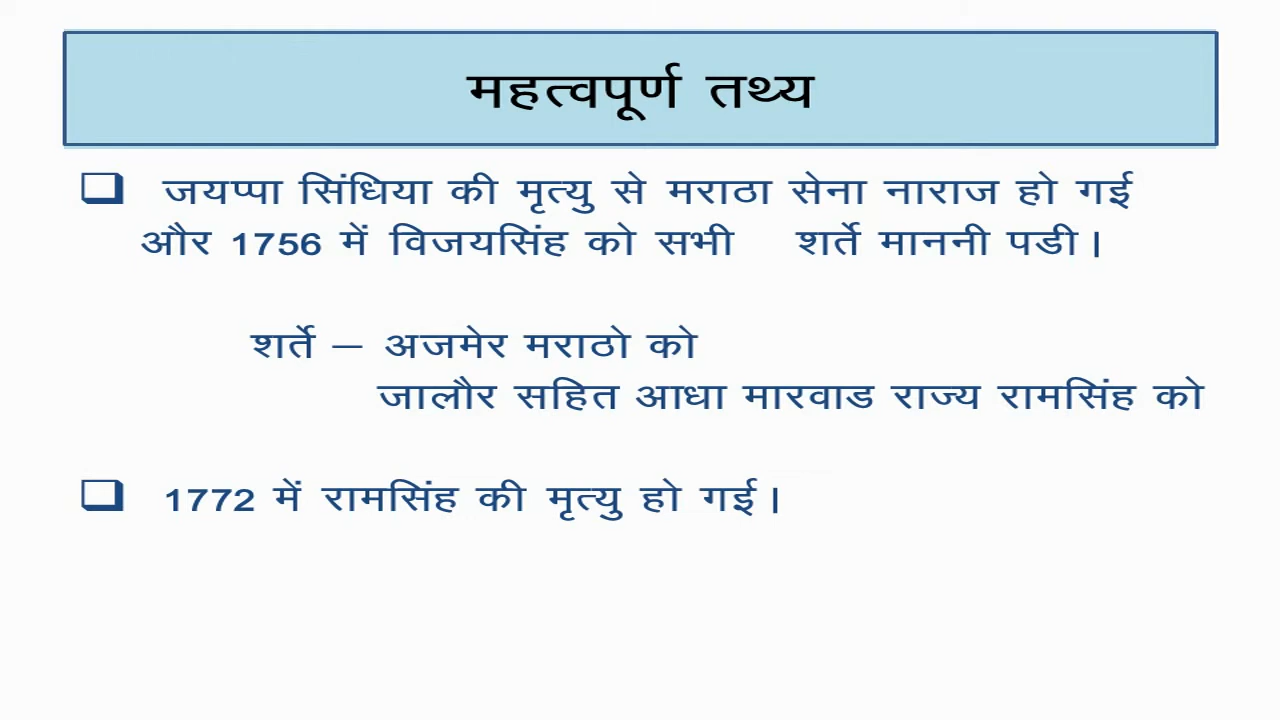 महत्वपूर्ण तथ्य
❑ जयप्पा सिंधिया की मृत्यु से मराठा सेना नाराज हो गई
और 1756 में विजयसिंह को सभी शर्ते माननी पडी।
शर्ते – अजमेर मराठो को
जालौर सहित आधा मारवाड राज्य रामसिंह को
❑ 1772 में रामसिंह की मृत्यु हो गई।